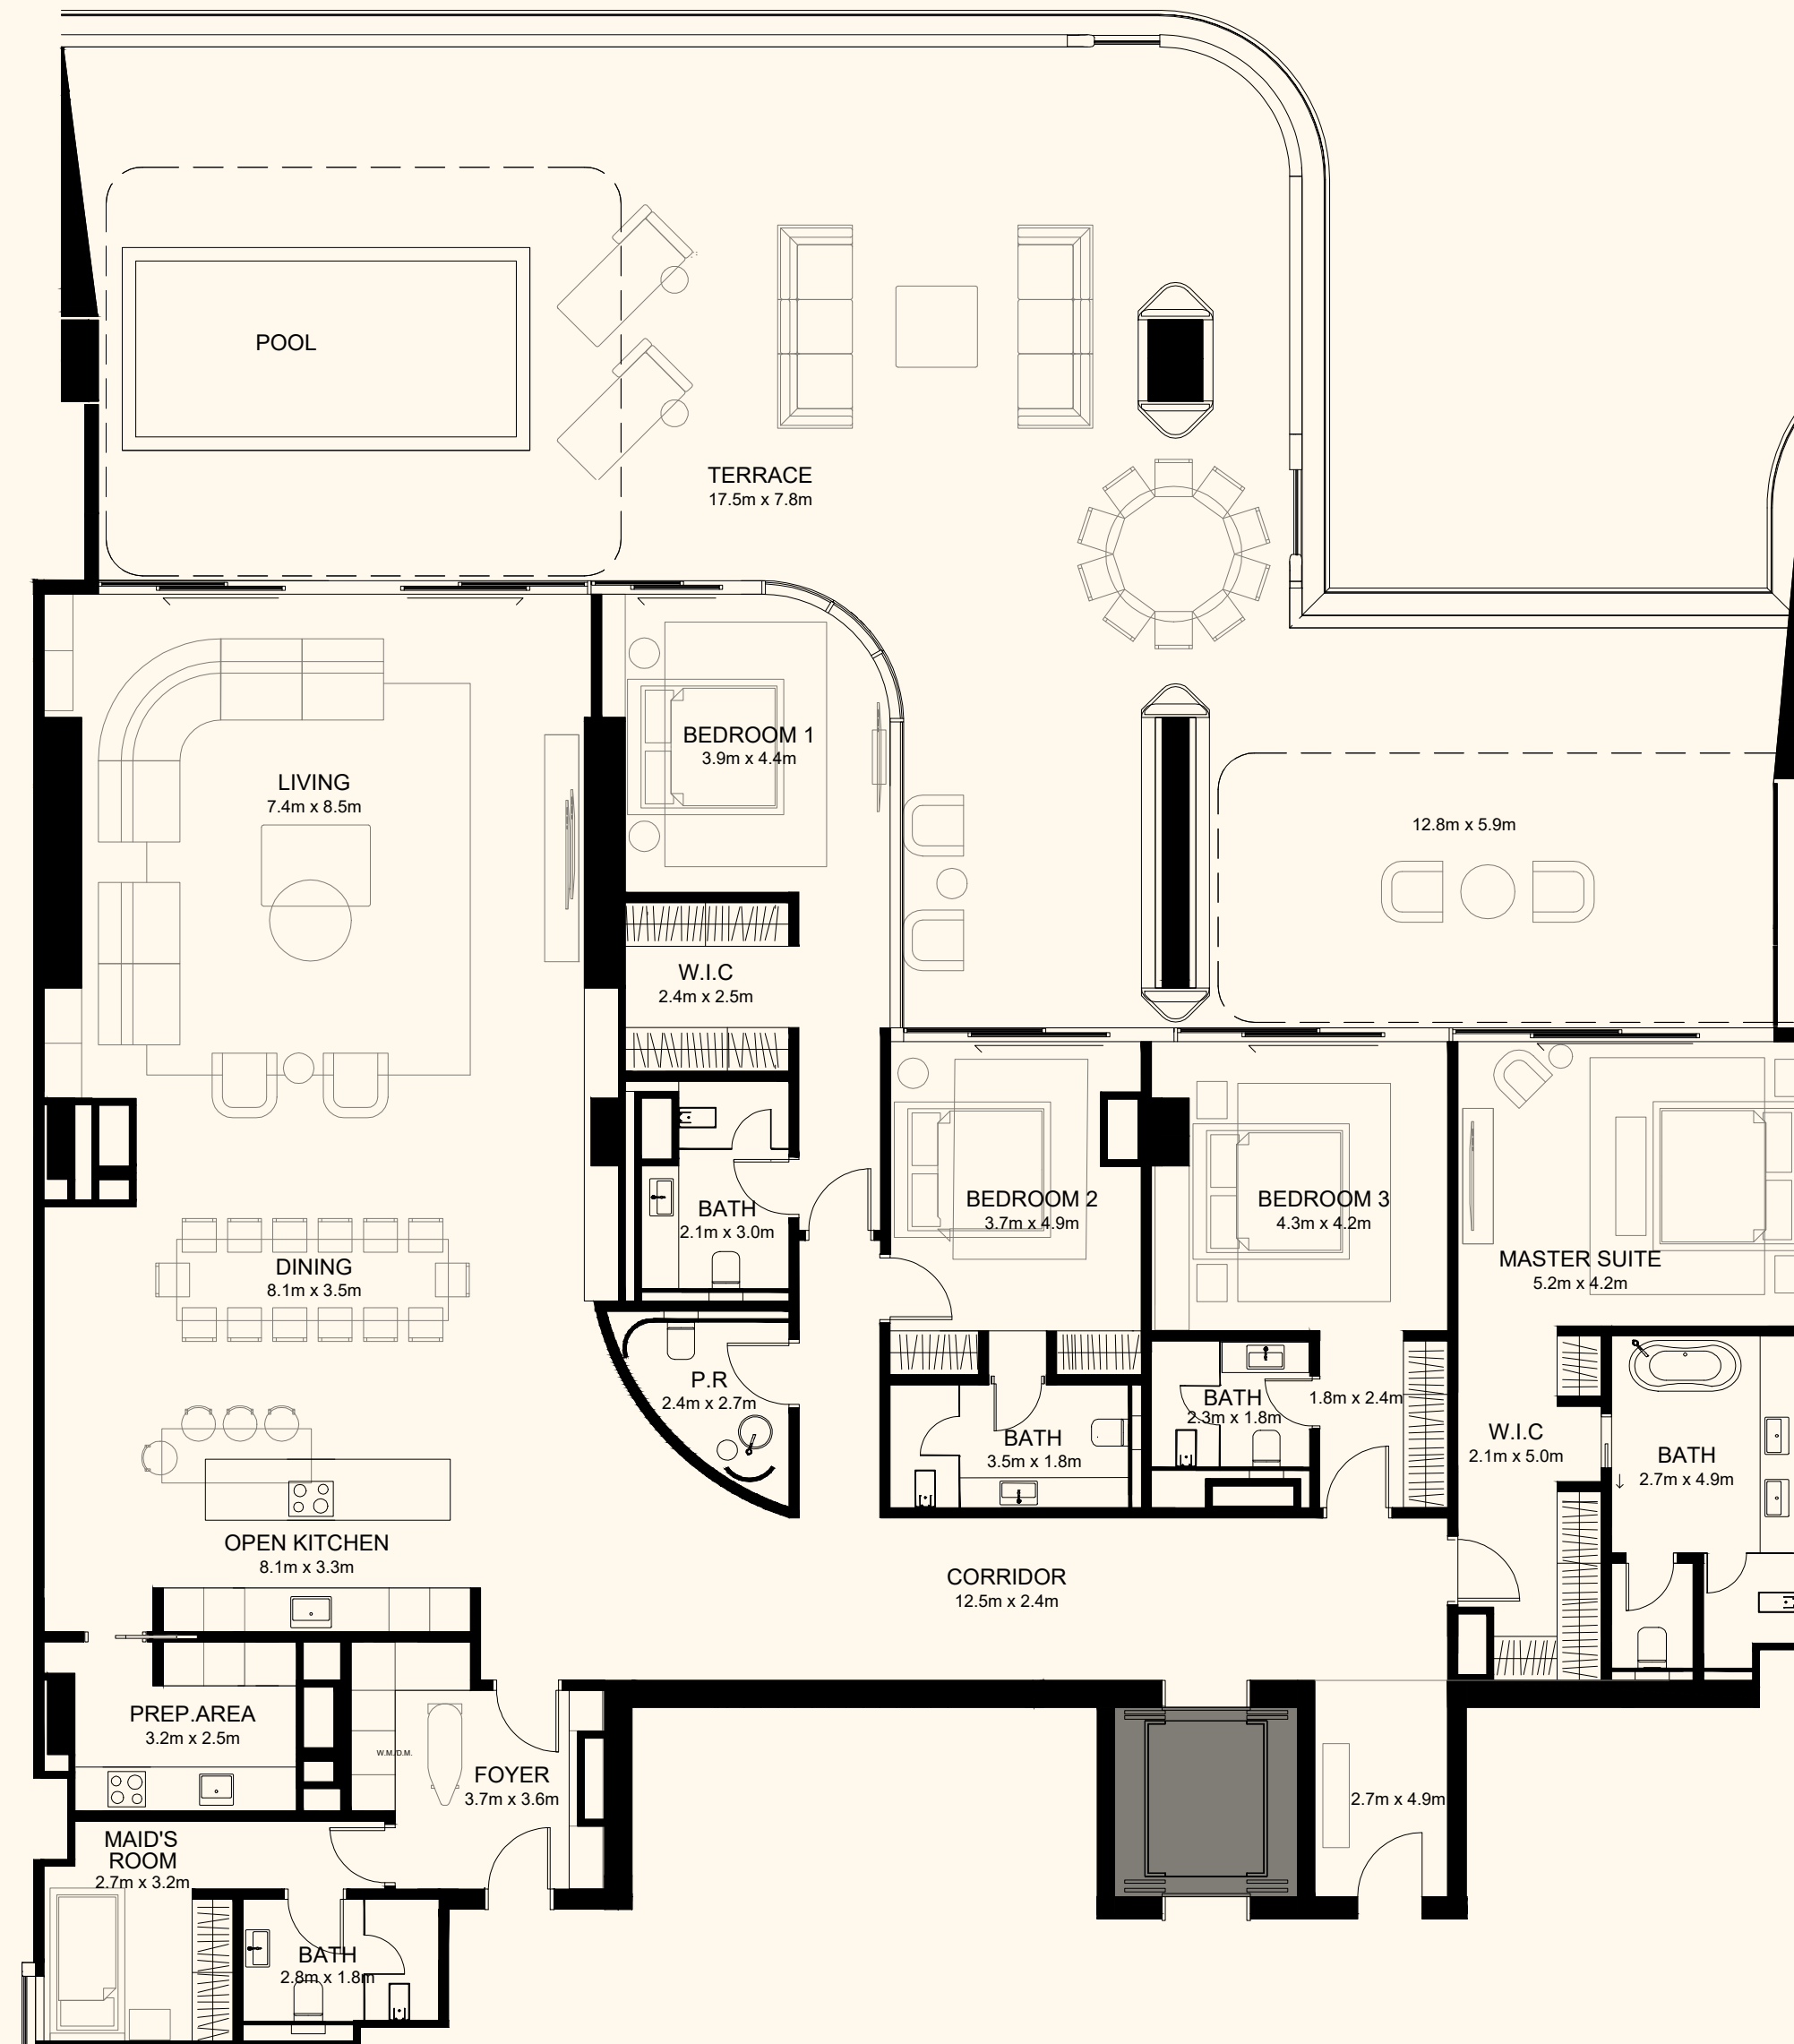 POOL
TERRACE
17.5m x 7.8m
BEDROOM 1
3.9m x 4.4m
LIVING
7.4m x 8.5m
12.8m x 5.9m
W.I.C
2.4m x 2.5m
BATH
2.1m x 3.0m
BEDROOM 2
3.7m x 4.9m
BEDROOM 3
4.3m x 4.2m
MASTER SUITE
5.2m x 4.2m
DINING
8.1m x 3.5m
P.R
2.4m x 2.7m
BATH
2.3m x 1.8m
1.8m x 2.4m
BATH
3.5m x 1.8m
W.I.C
2.1m x 5.0m
BATH
2.7m x 4.9m
OPEN KITCHEN
8.1m x 3.3m
CORRIDOR
12.5m x 2.4m
PREP.AREA
3.2m x 2.5m
W.M./D.M.
FOYER
3.7m x 3.6m
2.7m x 4.9m
MAID'S
ROOM
2.7m x 3.2m
BATH
2.8m x 1.8m